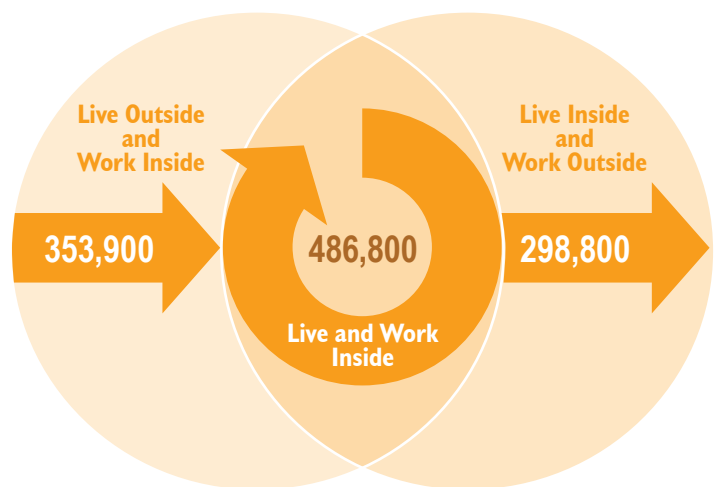 Live Outside
and
Work Inside
353,900
486,800
Live and Work
Inside
Live Inside
and
Work Outside
298,800